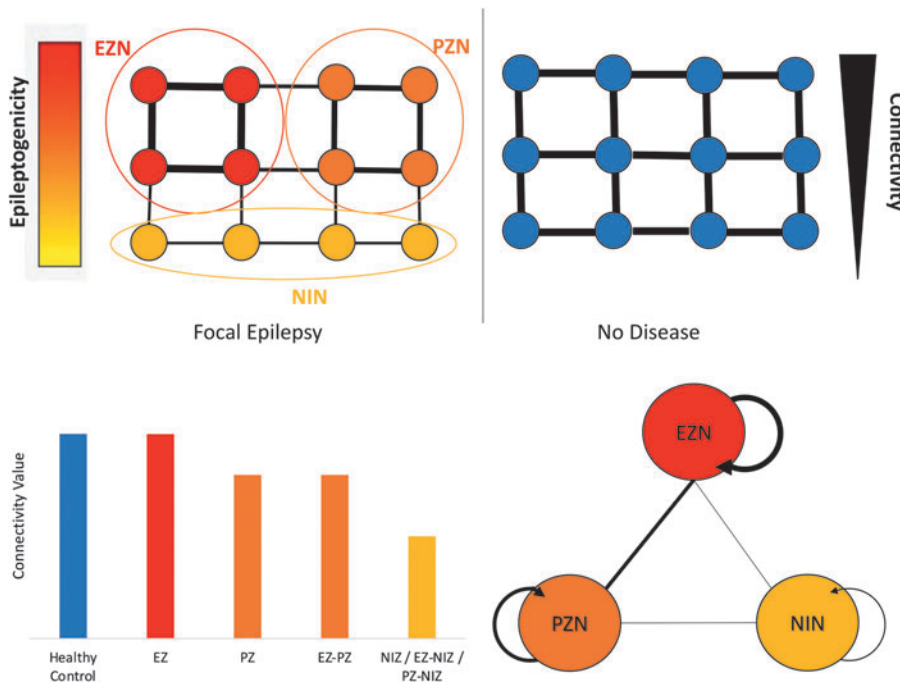 EZN
PZN
Epileptogenicity
NIN
Focal Epilepsy
Connectivity
No Disease
Connectivity Value
Healthy
Control
EZ
PZ
EZ-PZ
NIZ / EZ-NIZ /
PZ-NIZ
EZN
PZN
NIN